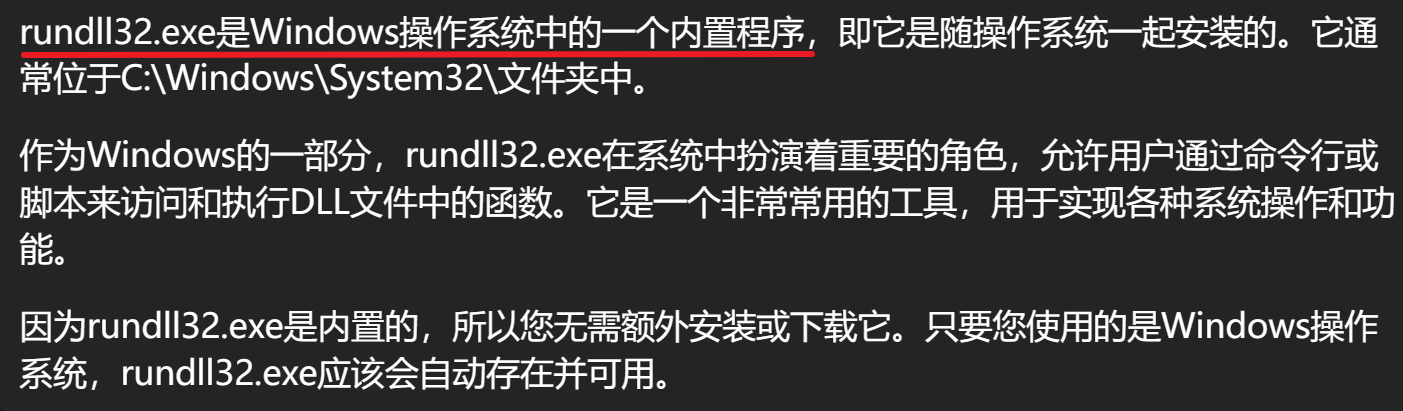 rundll32.exe是Windows操作系统中的一个内置程序，即它是随操作系统一起安装的。它通
常位于C:\Windows\System32\文件夹中。
作为Windows的一部分，rundll32.exe在系统中扮演着重要的角色，允许用户通过命令行或
脚本来访问和执行DLL文件中的函数。它是一个非常常用的工具，用于实现各种系统操作和功
能。
因为rundll32.exe是内置的，所以您无需额外安装或下载它。只要您使用的是Windows操作
系统，rundll32.exe应该会自动存在并可用。